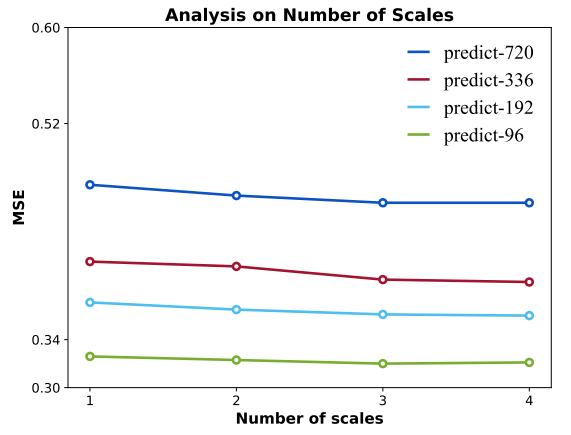 Analysis on Number of Scales
0.60
0.52
0.34
0.30
MSE
predict-720
predict-336
predict-192
predict-96
1 2 3 4
Number of scales